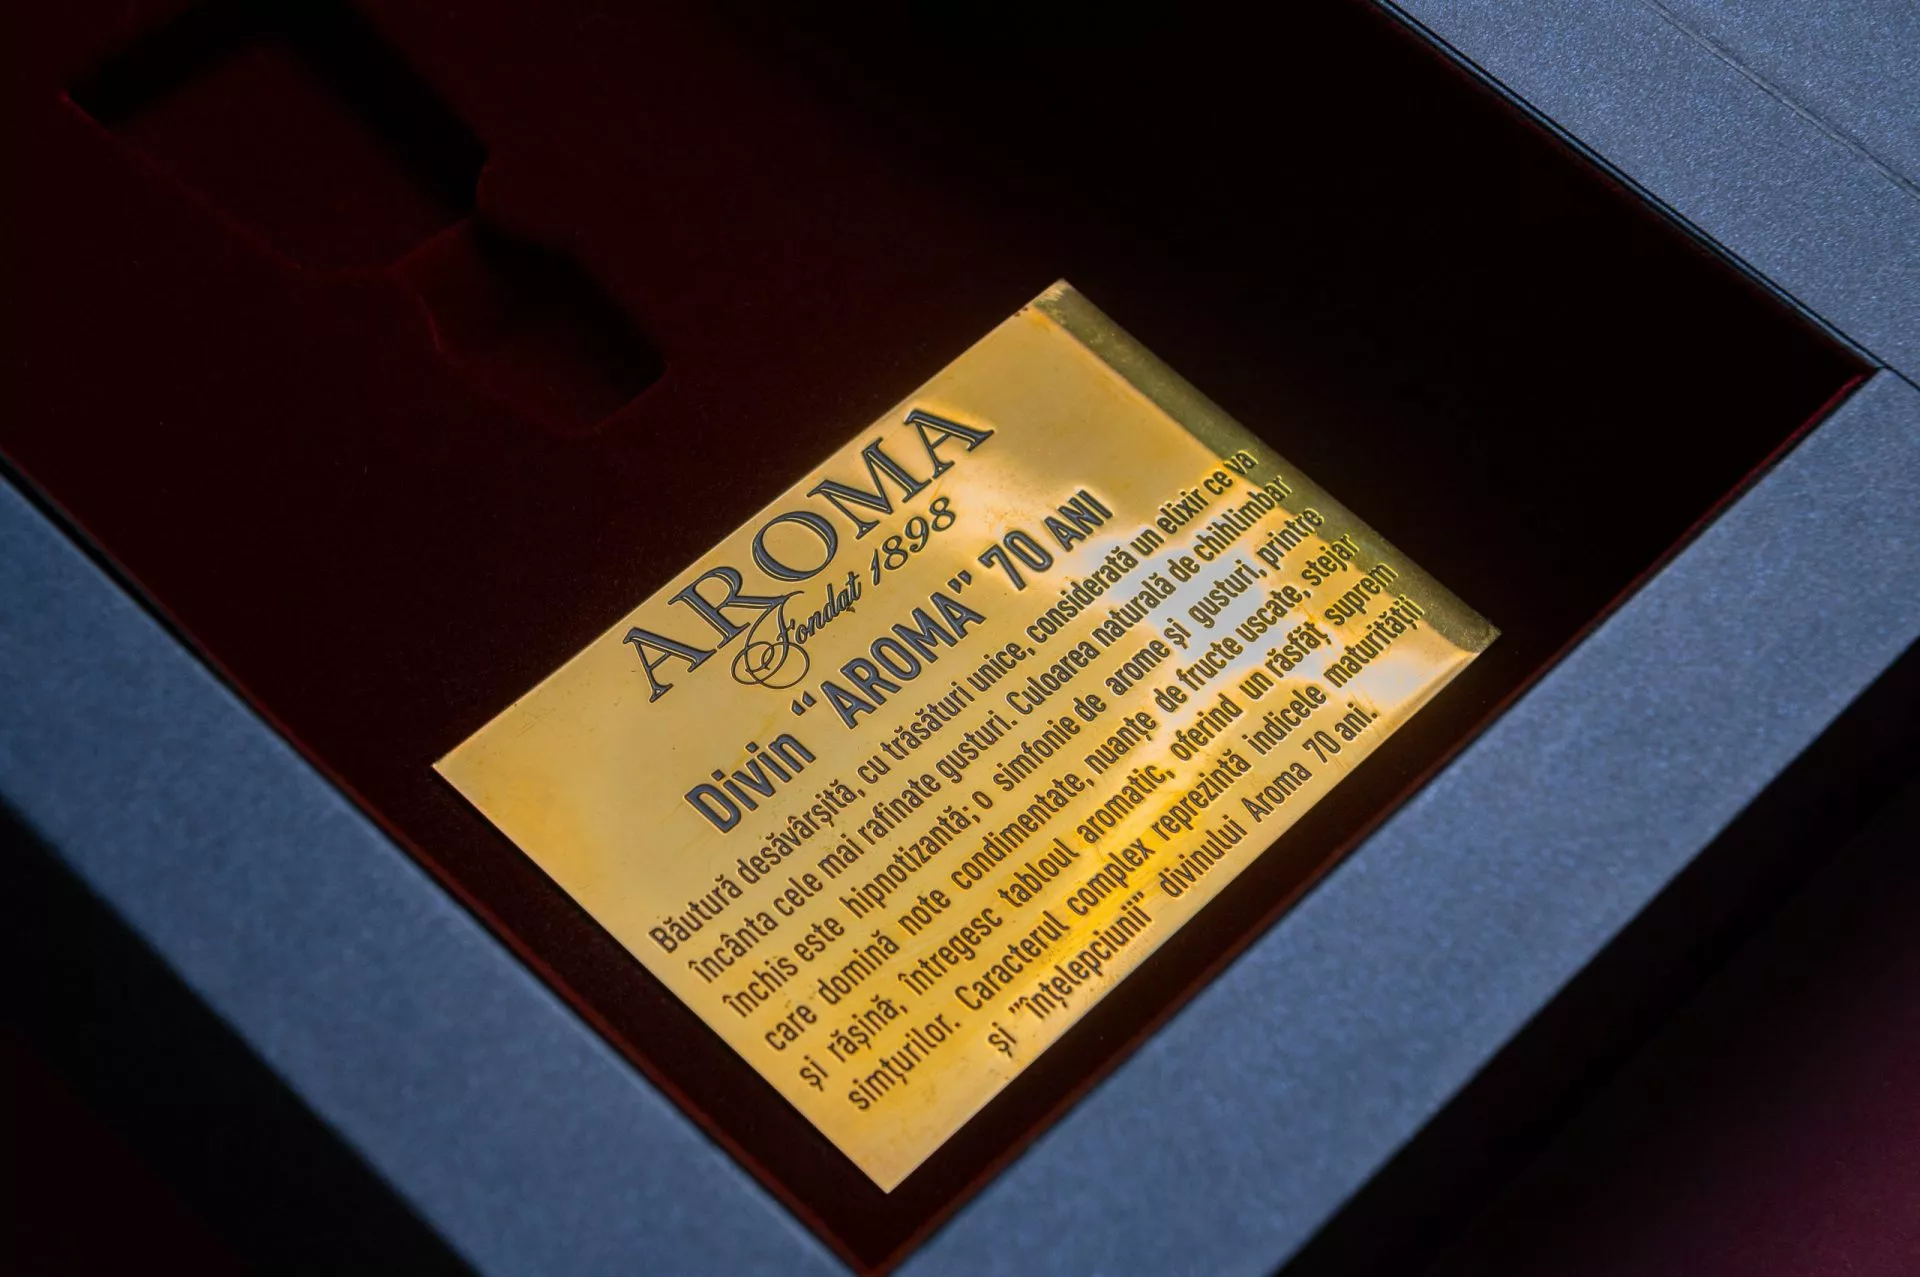 AROMA
Fondat 1898
Divin “AROMA” 70 ANI
Băutură desăvârșită, cu trăsături unice, considerată un elixir ce va
încânta cele mai rafinate gusturi. Culoarea naturală de chihlimbar
închis este hipnotizantă; o simfonie de arome și gusturi, printre
care domină note condimentate, nuanțe de fructe uscate, stejar
și rășină, întregesc tabloul aromatic, oferind un răsfăț suprem
simțurilor. Caracterul complex reprezintă indicele maturității
și "înțelepciunii" divinului Aroma 70 ani.